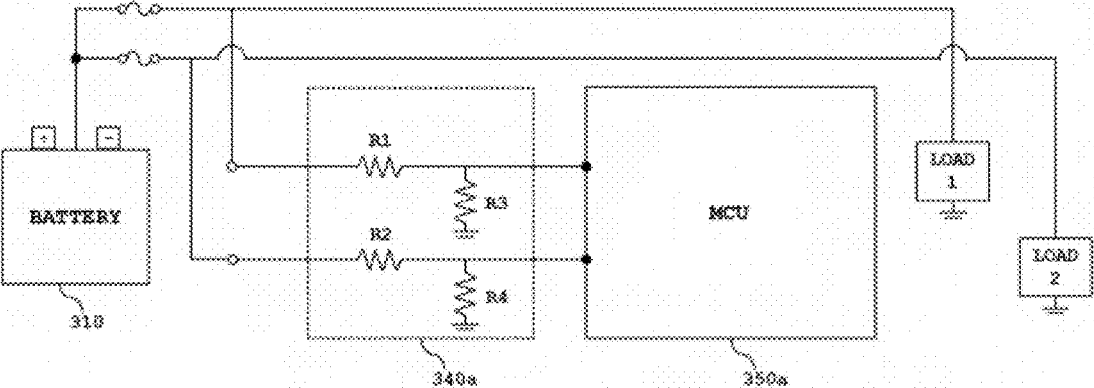 + −
R1
LOAD
1
R3
BATTERY
MCU
R2
LOAD
2
R4
310
340a
350a